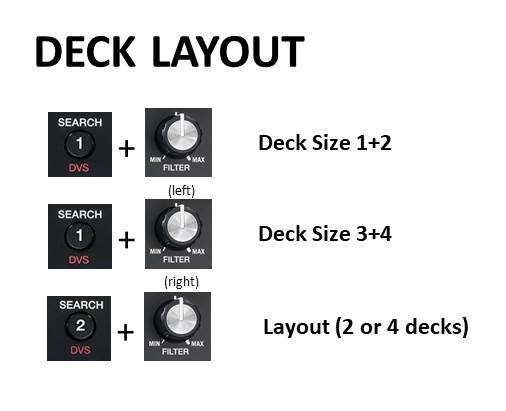 DECK LAYOUT
SEARCH
1
DVS
+
MIN MAX
FILTER
(left)
Deck Size 1+2
SEARCH
1
DVS
+
MIN MAX
FILTER
(right)
Deck Size 3+4
SEARCH
2
DVS
+
MIN MAX
FILTER
Layout (2 or 4 decks)